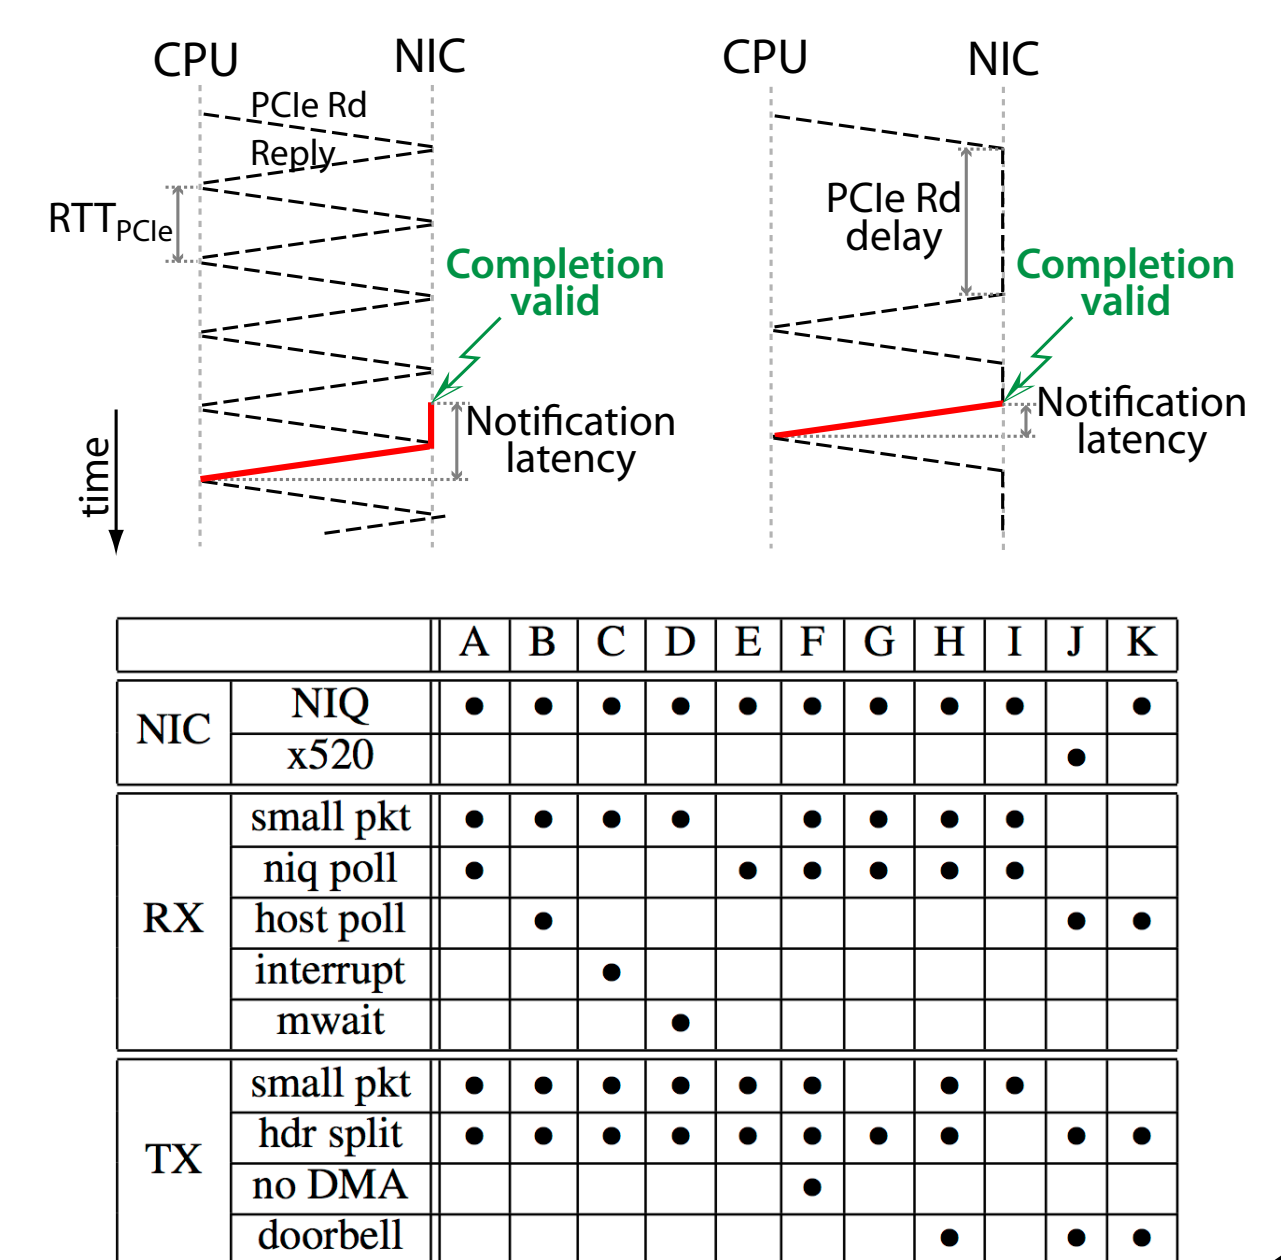 CPU NIC CPU NIC
PCIe Rd
Reply
RTTPCIe
PCIe Rd
delay
Completion
valid
Completion
valid
Notification
latency
Notification
latency
time
A B C D E F G H I J K
NIC NIQ ● ● ● ● ● ● ● ● ● ●
x520 ●
RX small pkt ● ● ● ● ● ● ● ●
niq poll ● ● ● ● ● ●
host poll ● ● ●
interrupt ●
mwait ●
TX small pkt ● ● ● ● ● ● ● ●
hdr split ● ● ● ● ● ● ● ● ● ●
no DMA ●
doorbell ● ● ●